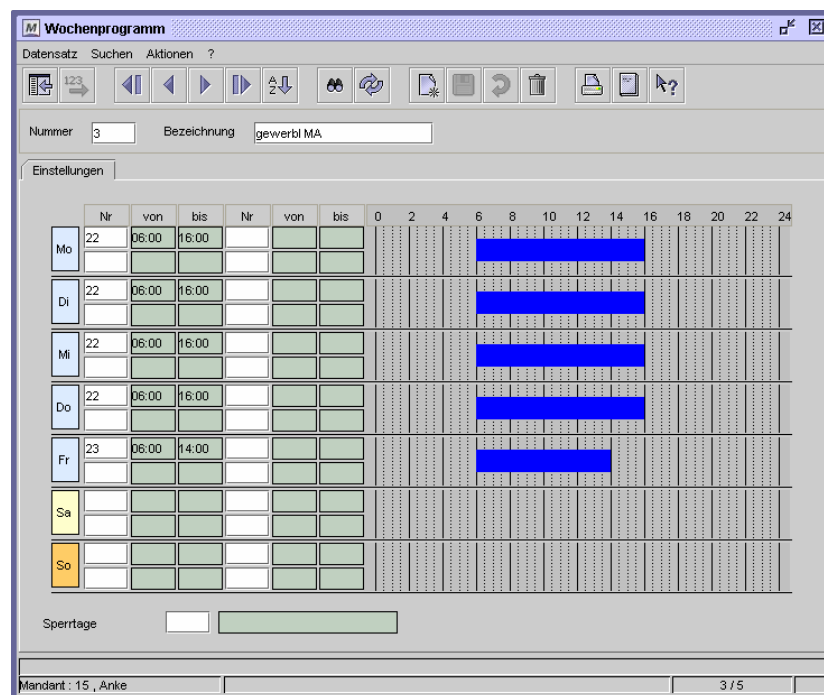 M Wochenprogramm
Datensatz Suchen Aktionen ?
123 A Z ?
Nummer 3 Bezeichnung gewerbl MA
Einstellungen
Nr von bis Nr von bis 0 2 4 6 8 10 12 14 16 18 20 22 24
Mo 22 06:00 16:00
Di 22 06:00 16:00
Mi 22 06:00 16:00
Do 22 06:00 16:00
Fr 23 06:00 14:00
Sa
So
Sperrtage
Mandant : 15 , Anke 3 / 5